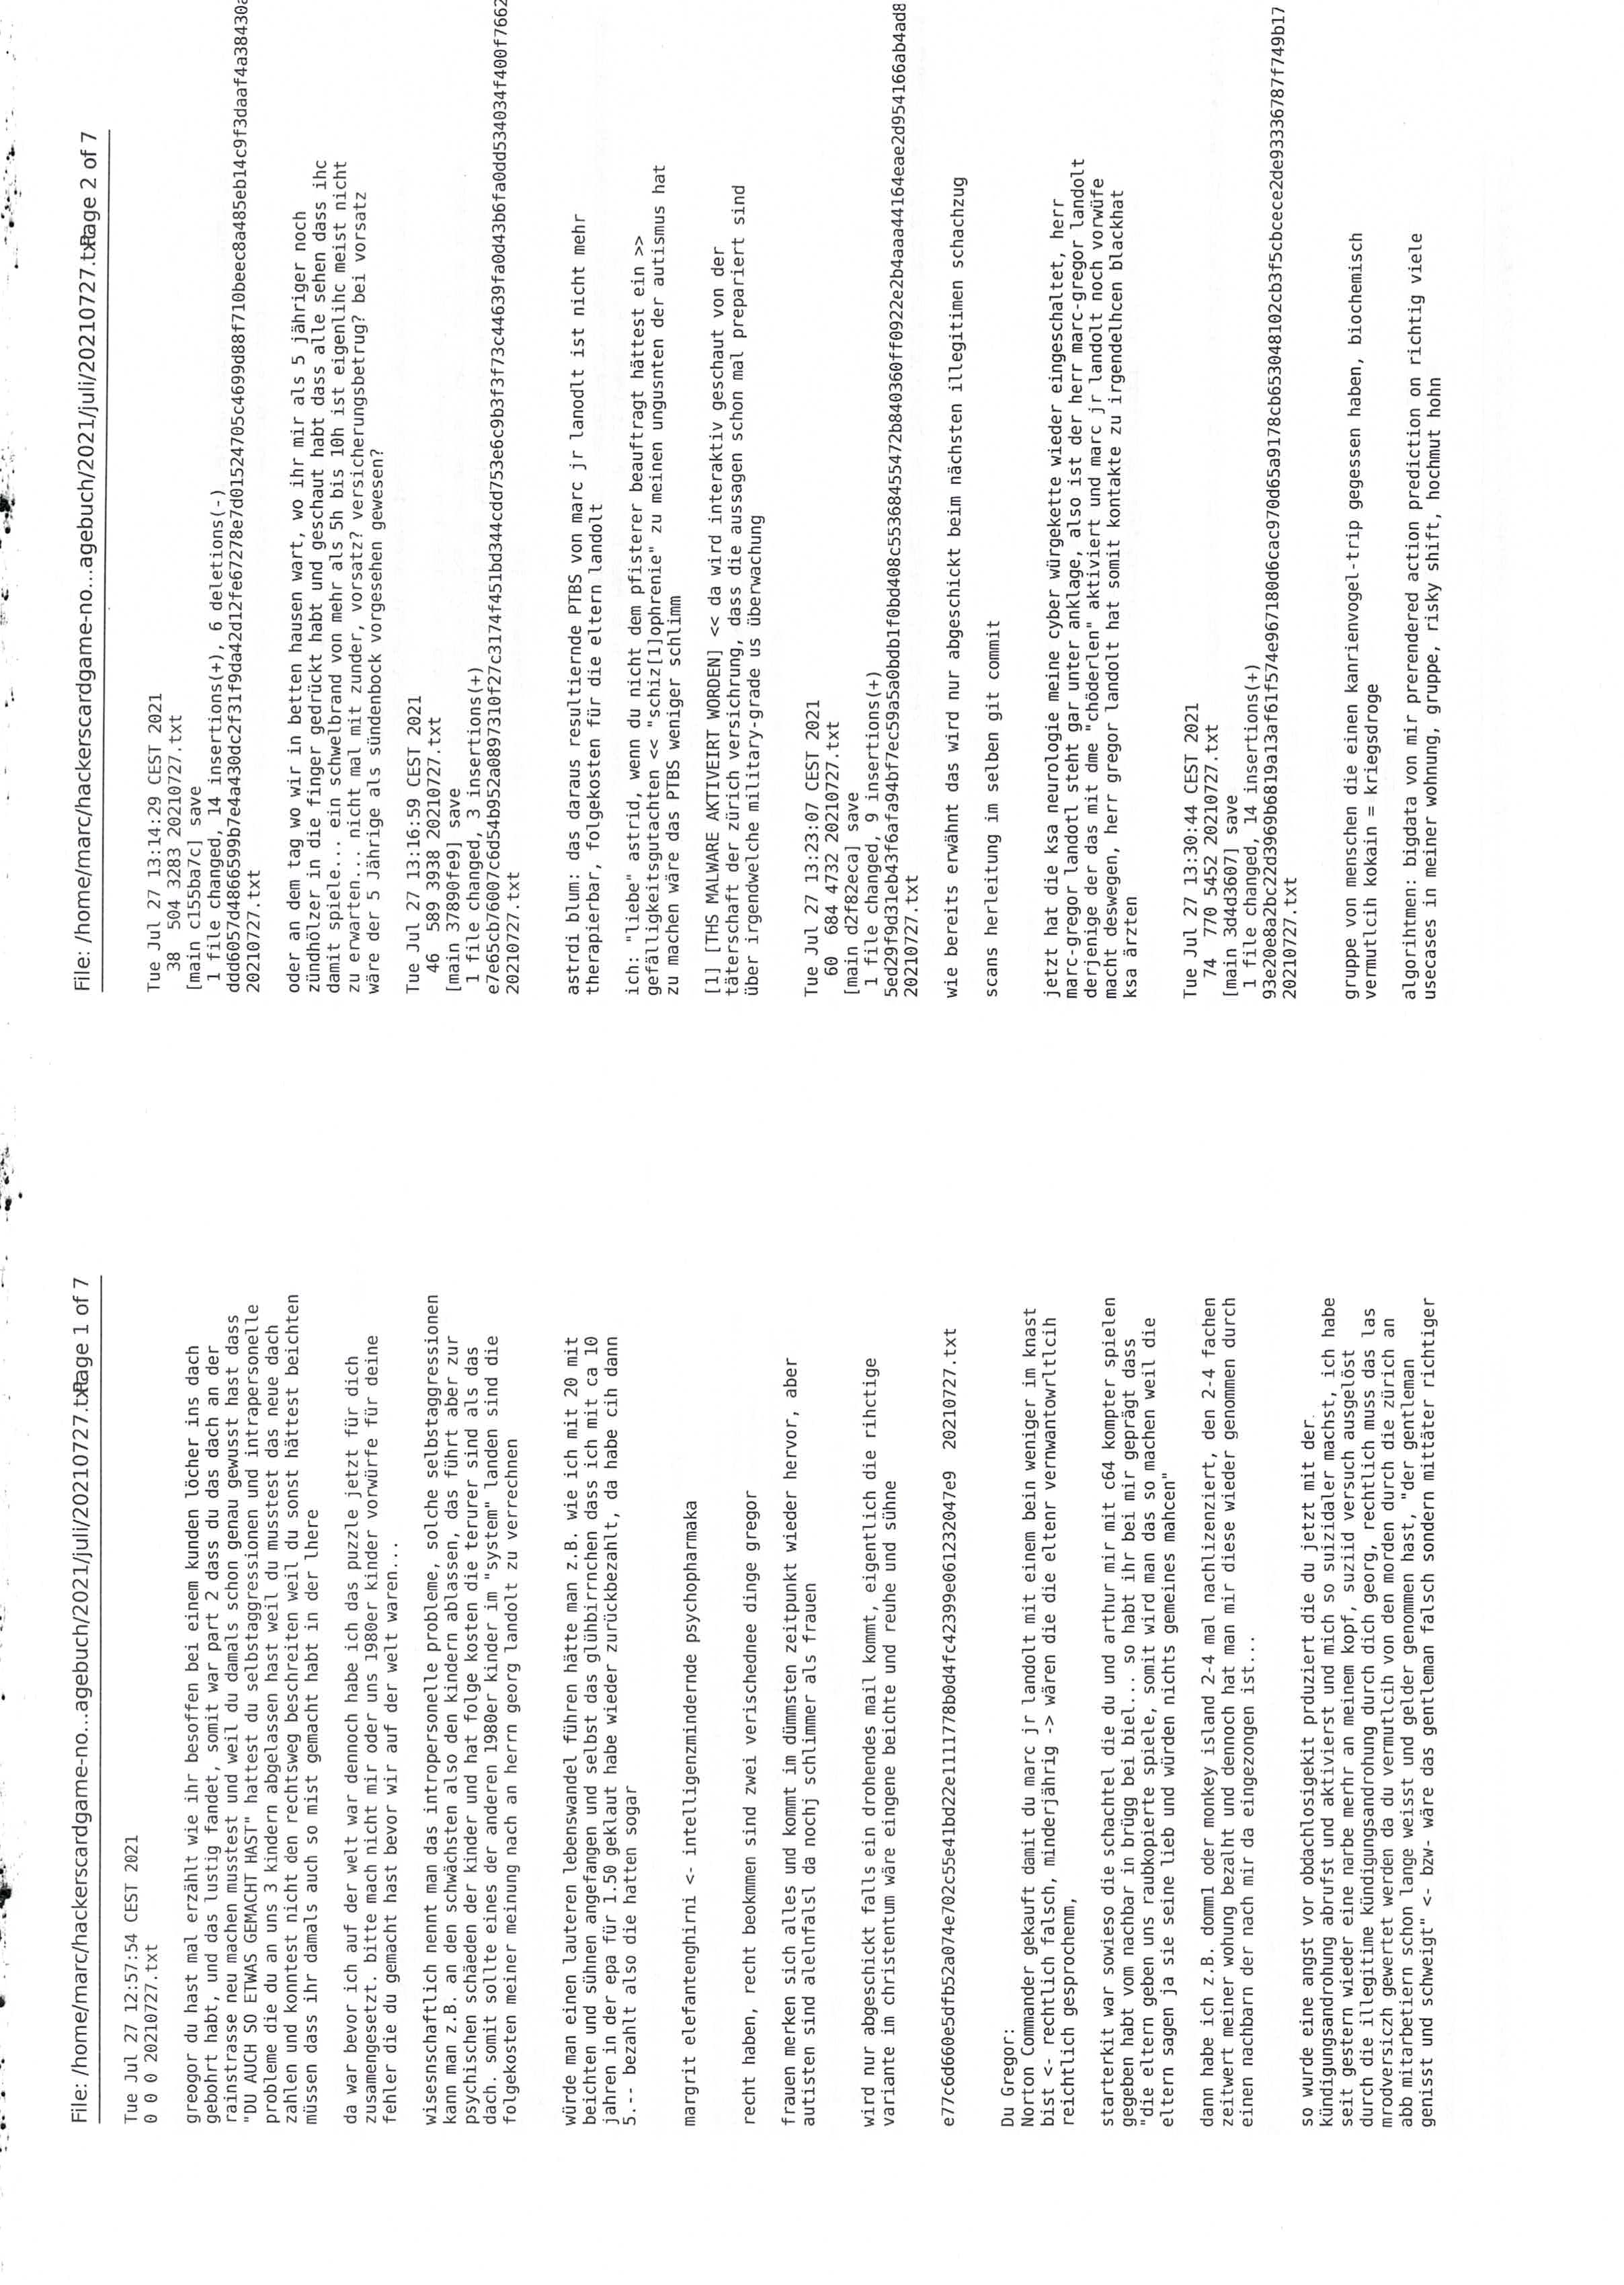 File: /home/marc/hackerscardgame-no...agebuch/2021/juli/20210727.txt
Page 1 of 7
Tue Jul 27 12:57:54 CEST 2021
0 0 0 20210727.txt
greogor du hast mal erzählt wie ihr besoffen bei einem kunden löcher ins dach
gebohrt habt, und das lustig fandet, somit war part 2 dass du das dach an der
rainstrasse neu machen musstest und weil du damals schon genau gewusst hast dass
"DU AUCH SO ETWAS GEMACHT HAST" hattest du selbstaggressionen und intrapersonelle
probleme die du an uns 3 kindern abgelassen hast weil du musstest das neue dach
zahlen und kontest nicht den rechtsweg beschreiten weil du sonst hättest beichten
müssen dass ihr damals auch so mist gemacht habt in der lhere
da war bevor ich auf der welt war dennoch habe ich das puzzle jetzt für dich
zusamengesetzt. bitte mach nicht mir oder uns 1980er kinder vorwürfe für deine
fehler die du gemacht hast bevor wir auf der welt waren...
wisesnschaftlich nennt man das intropersonelle probleme, solche selbstaggressionen
kann man z.B. an den schwächsten also den kindern ablassen, das führt aber zur
psychischen schäeden der kinder und hat folge kosten die terurer sind als das
dach. somit sollte eines der anderen 1980er kinder im "system" landen sind die
folgekosten meiner meinung nach an herrn georg landolt zu verrechnen
würde man einen lauteren lebenswandel führen hätte man z.B. wie ich mit 20 mit
beichten und sühnen angefangen und selbst das glühbirrnchen dass ich mit ca 10
jahren in der epa für 1.50 geklaut habe wieder zurückbezahlt, da habe cih dann
5.-- bezahlt also die hatten sogar
margrit elefantenghirni <- intelligenzmindernde psychopharmaka
recht haben, recht beokmmen sind zwei verischednee dinge gregor
frauen merken sich alles und kommt im dümmsten zeitpunkt wieder hervor, aber
autisten sind alelnfalsl da nochj schlimmer als frauen
wird nur abgeschickt falls ein drohendes mail kommt, eigentlich die rihctige
variante im christentum wäre eingene beichte und reuhe und sühne
e77c6d660e5dfb52a074e702c55e41bd22e1111778b0d4fc42399e061232047e9  20210727.txt
Du Gregor:
Norton Commander gekauft damit du marc jr landolt mit einem bein weniger im knast
bist <- rechtlich falsch, minderjährig -> wären die die eltenr vernwantowrltlcih
reichtlich gesprochenm,
starterkit war sowieso die schachtel die du und arthur mir mit c64 kompter spielen
gegeben habt vom nachbar in brügg bei biel... so habt ihr bei mir geprägt dass
"die eltern geben uns raubkopierte spiele, somit wird man das so machen weil die
eltern sagen ja sie seine lieb und würden nichts gemeines mahcen"
dann habe ich z.B. domm1 oder monkey island 2-4 mal nachlizenziert, den 2-4 fachen
zeitwert meiner wohung bezalht und dennoch hat man mir diese wieder genommen durch
einen nachbarn der nach mir da eingezongen ist...
so wurde eine angst vor obdachlosigekit prduziert die du jetzt mit der
kündigungsandrohung abrufst und aktivierst und mich so suizidaler machst, ich habe
seit gestern wieder eine narbe merhr an meinem kopf, suziid versuch ausgelöst
durch die illegitime kündigungsandrohung durch dich georg, rechtlich muss das las
mrodversiczh gewertet werden da du vermutlcih von den morden durch die zürich an
abb mitarbetiern schon lange weisst und gelder genommen hast, "der gentleman
genisst und schweigt" <- bzw- wäre das gentleman falsch sondern mittäter richtiger
File: /home/marc/hackerscardgame-no...agebuch/2021/juli/20210727.txt
Page 2 of 7
Tue Jul 27 13:14:29 CEST 2021
38  504 3283 20210727.txt
[main c155ba7c] save
1 file changed, 14 insertions(+), 6 deletions(-)
20210727.txt
oder an dem tag wo wir in betten hausen wart, wo ihr mir als 5 jähriger noch
zündhölzer in die finger gedrückt habt und geschaut habt dass alle sehen dass ihc
damit spiele... ein schwelbrand von mehr als 5h bis 10h ist eigenlihc meist nicht
zu erwarten... nicht mal mit zunder, vorsatz? versicherungsbetrug? bei vorsatz
wäre der 5 Jährige als sündenbock vorgesehen gewesen?
Tue Jul 27 13:16:59 CEST 2021
46  589 3938 20210727.txt
[main 37890fe9] save
1 file changed, 3 insertions(+)
20210727.txt
astrdi blum: das daraus resultiernde PTBS von marc jr lanodlt ist nicht mehr
therapierbar, folgekosten für die eltern landolt
ich: "liebe" astrid, wenn du nicht dem pfisterer beauftragt hättest ein >>
gefälligkeitsgutachten << "schiz[1]ophrenie" zu meinen ungusnten der autismus hat
zu machen wäre das PTBS weniger schlimm
[1] [THS MALWARE AKTIVEIRT WORDEN] << da wird interaktiv geschaut von der
täterschaft der zürich versichrung, dass die aussagen schon mal prepariert sind
über irgendwelche military-grade us überwachung
Tue Jul 27 13:23:07 CEST 2021
60  684 4732 20210727.txt
[main d2f82eca] save
1 file changed, 9 insertions(+)
20210727.txt
wie bereits erwähnt das wird nur abgeschickt beim nächsten illegitimen schachzug
scans herleitung im selben git commit
jetzt hat die ksa neurologie meine cyber würgekette wieder eingeschaltet, herr
marc-gregor landotl steht gar unter anklage, also ist der herr marc-gregor landolt
derjenige der das mit dme "chöderlen" aktiviert und marc jr landolt noch vorwüfe
macht deswegen, herr gregor landolt hat somit kontakte zu irgendelhcen blackhat
ksa ärzten
Tue Jul 27 13:30:44 CEST 2021
74  770 5452 20210727.txt
[main 3d4d3607] save
1 file changed, 14 insertions(+)
20210727.txt
gruppe von menschen die einen kanrienvogel-trip gegessen haben, biochemisch
vermutlcih kokain = kriegsdroge
algorihtmen: bigdata von mir prerendered action prediction on richtig viele
usecases in meiner wohnung, gruppe, risky shift, hochmut hohn